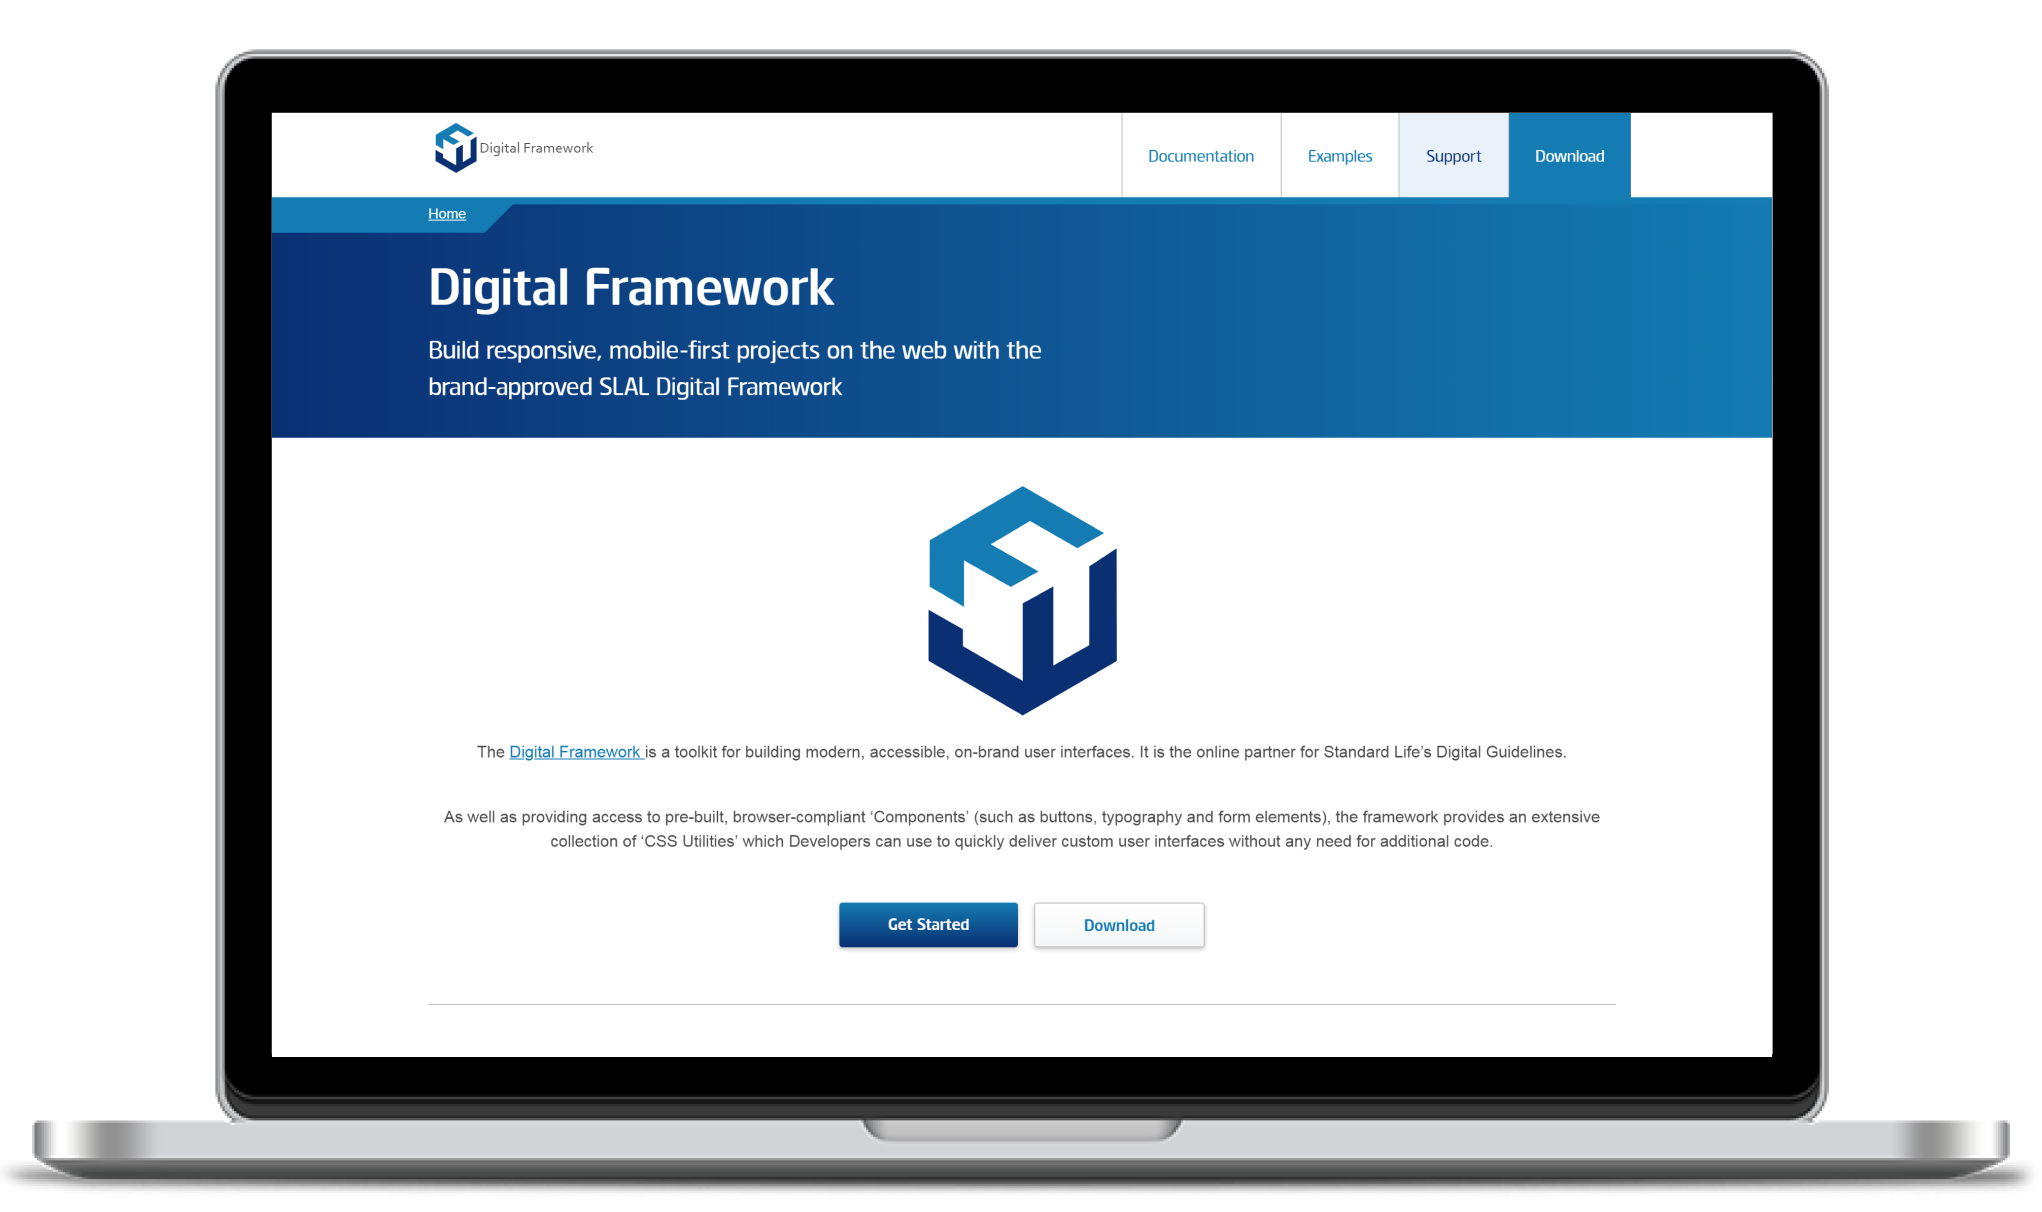 Digital Framework
Documentation
Examples
Support
Download
Home
Digital Framework
Build responsive, mobile-first projects on the web with the
brand-approved SLAL Digital Framework
The Digital Framework is a toolkit for building modern, accessible, on-brand user interfaces. It is the online partner for Standard Life’s Digital Guidelines.
As well as providing access to pre-built, browser-compliant ‘Components’ (such as buttons, typography and form elements), the framework provides an extensive
collection of ‘CSS Utilities’ which Developers can use to quickly deliver custom user interfaces without any need for additional code.
Get Started
Download